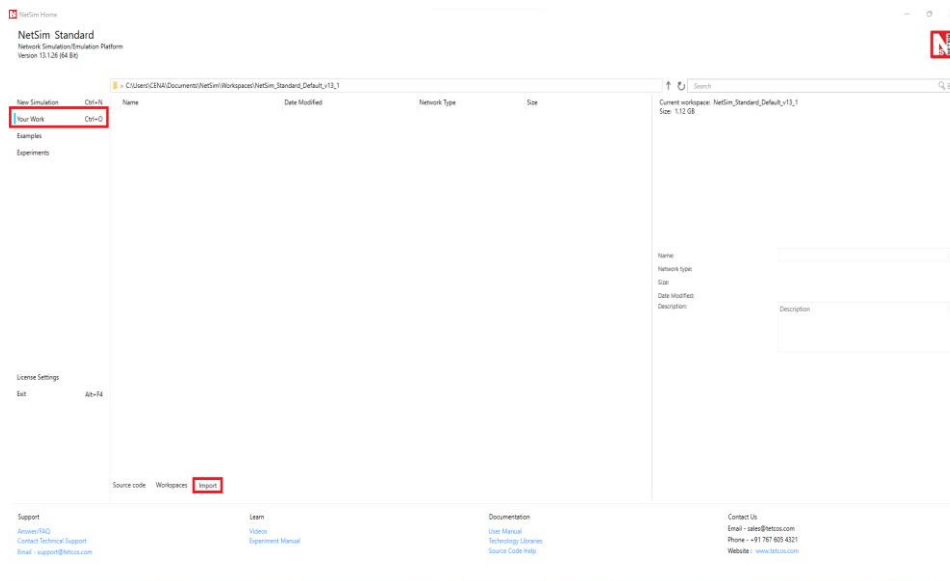 NetSim Home
NetSim Standard
Network Simulation/Emulation Platform
Version 13.1.26 (64 Bit)
> C:\Users\CENA\Documents\NetSim\Workspaces\NetSim_Standard_Default_v13_1
Search
New Simulation Ctrl+N
Your Work Ctrl+O
Examples
Experiments
Name Date Modified Network Type Size
Current workspace: NetSim_Standard_Default_v13_1
Size: 1.12 GB
Name:
Network type:
Size:
Date Modified:
Description:
Description
License Settings
Exit Alt+F4
Source code Workspaces Import
Support
Answer/FAQ
Contact Technical Support
Email - support@tetcos.com
Learn
Videos
Experiment Manual
Documentation
User Manual
Technology Libraries
Source Code Help
Contact Us
Email - sales@tetcos.com
Phone - +91 767 605 4321
Website : www.tetcos.com